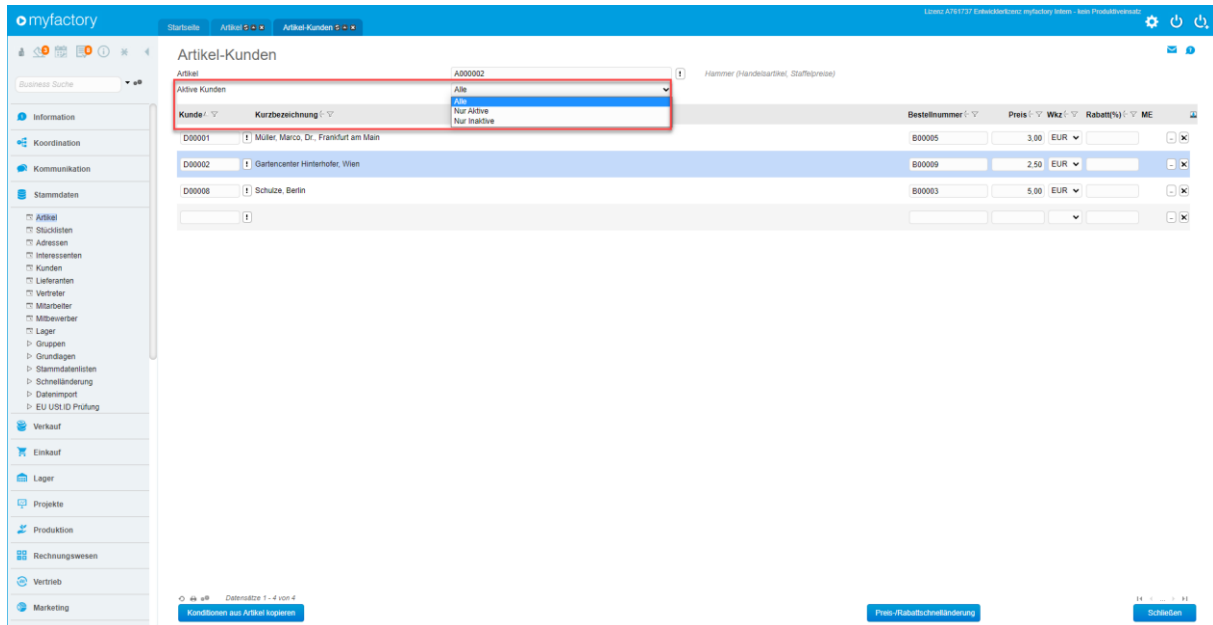 myfactory
Lizenz A761737 Entwicklerlizenz myfactory Intern - kein Produktiveinsatz
Startseite Artikel Artikel-Kunden
Business Suche
Information
Koordination
Kommunikation
Stammdaten
Artikel
Stücklisten
Adressen
Interessenten
Kunden
Lieferanten
Vertreter
Mitarbeiter
Mitbewerber
Lager
Gruppen
Grundlagen
Stammdatenlisten
Schnelländerung
Datenimport
EU USt.ID Prüfung
Verkauf
Einkauf
Lager
Projekte
Produktion
Rechnungswesen
Vertrieb
Marketing
Artikel-Kunden
Artikel A000002 Hammer (Handelsartikel, Staffelpreise)
Aktive Kunden Alle
Alle
Nur Aktive
Nur Inaktive
Kunde Kurzbezeichnung Bestellnummer Preis Wkz Rabatt(%) ME
D00001 Müller, Marco, Dr., Frankfurt am Main B00005 3,00 EUR
D00002 Gartencenter Hinterhofer, Wien B00009 2,50 EUR
D00008 Schulze, Berlin B00003 5,00 EUR
Datensätze 1 - 4 von 4
Konditionen aus Artikel kopieren Preis-/Rabattschnelländerung Schließen